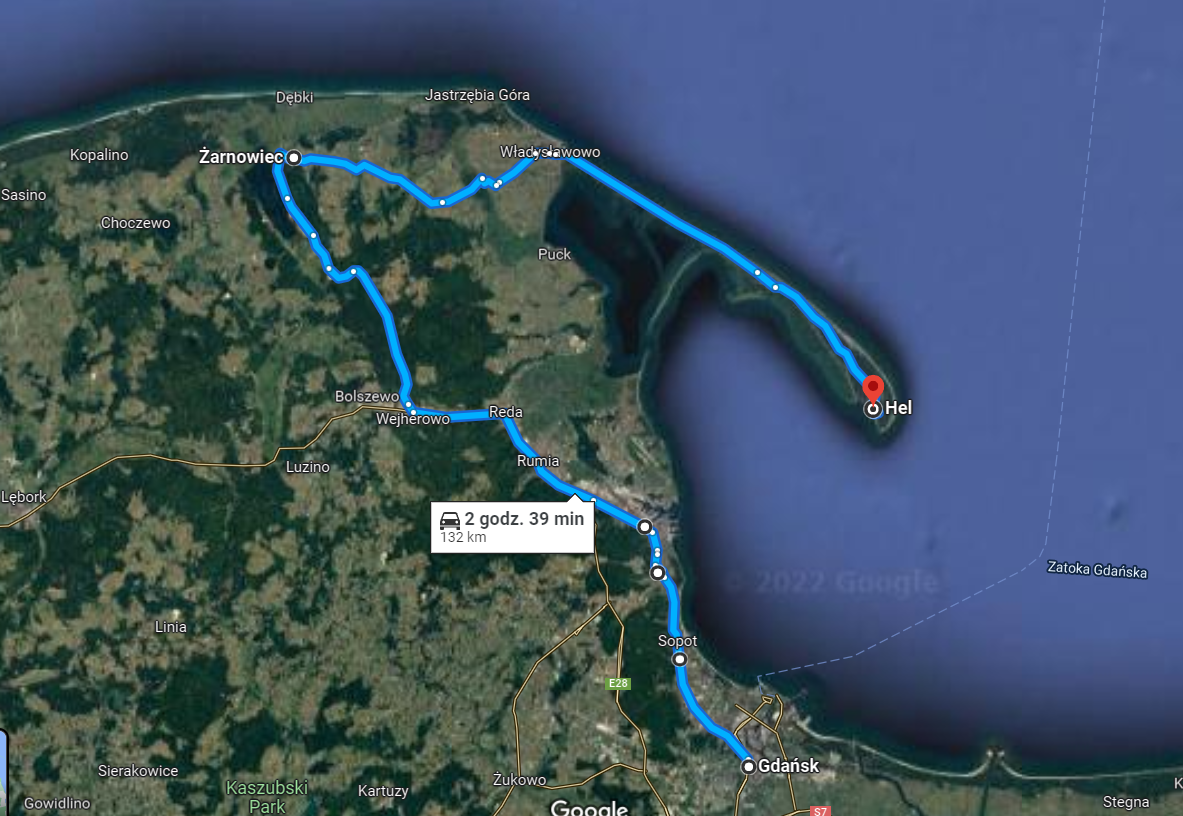 Dębki
Jastrzębia Góra
Kopalino
Żarnowiec
Władysławowo
Sasino
Choczewo
Puck
Bolszewo
Wejherowo
Reda
Hel
Luzino
Rumia
Lębork
2 godz. 39 min
132 km
Zatoka Gdańska
© 2022 Google
Linia
Sopot
E28
Gdańsk
Sierakowice
Żukowo
Kaszubski
Park
Kartuzy
Gowidlino
Google
S7
Stegna
K